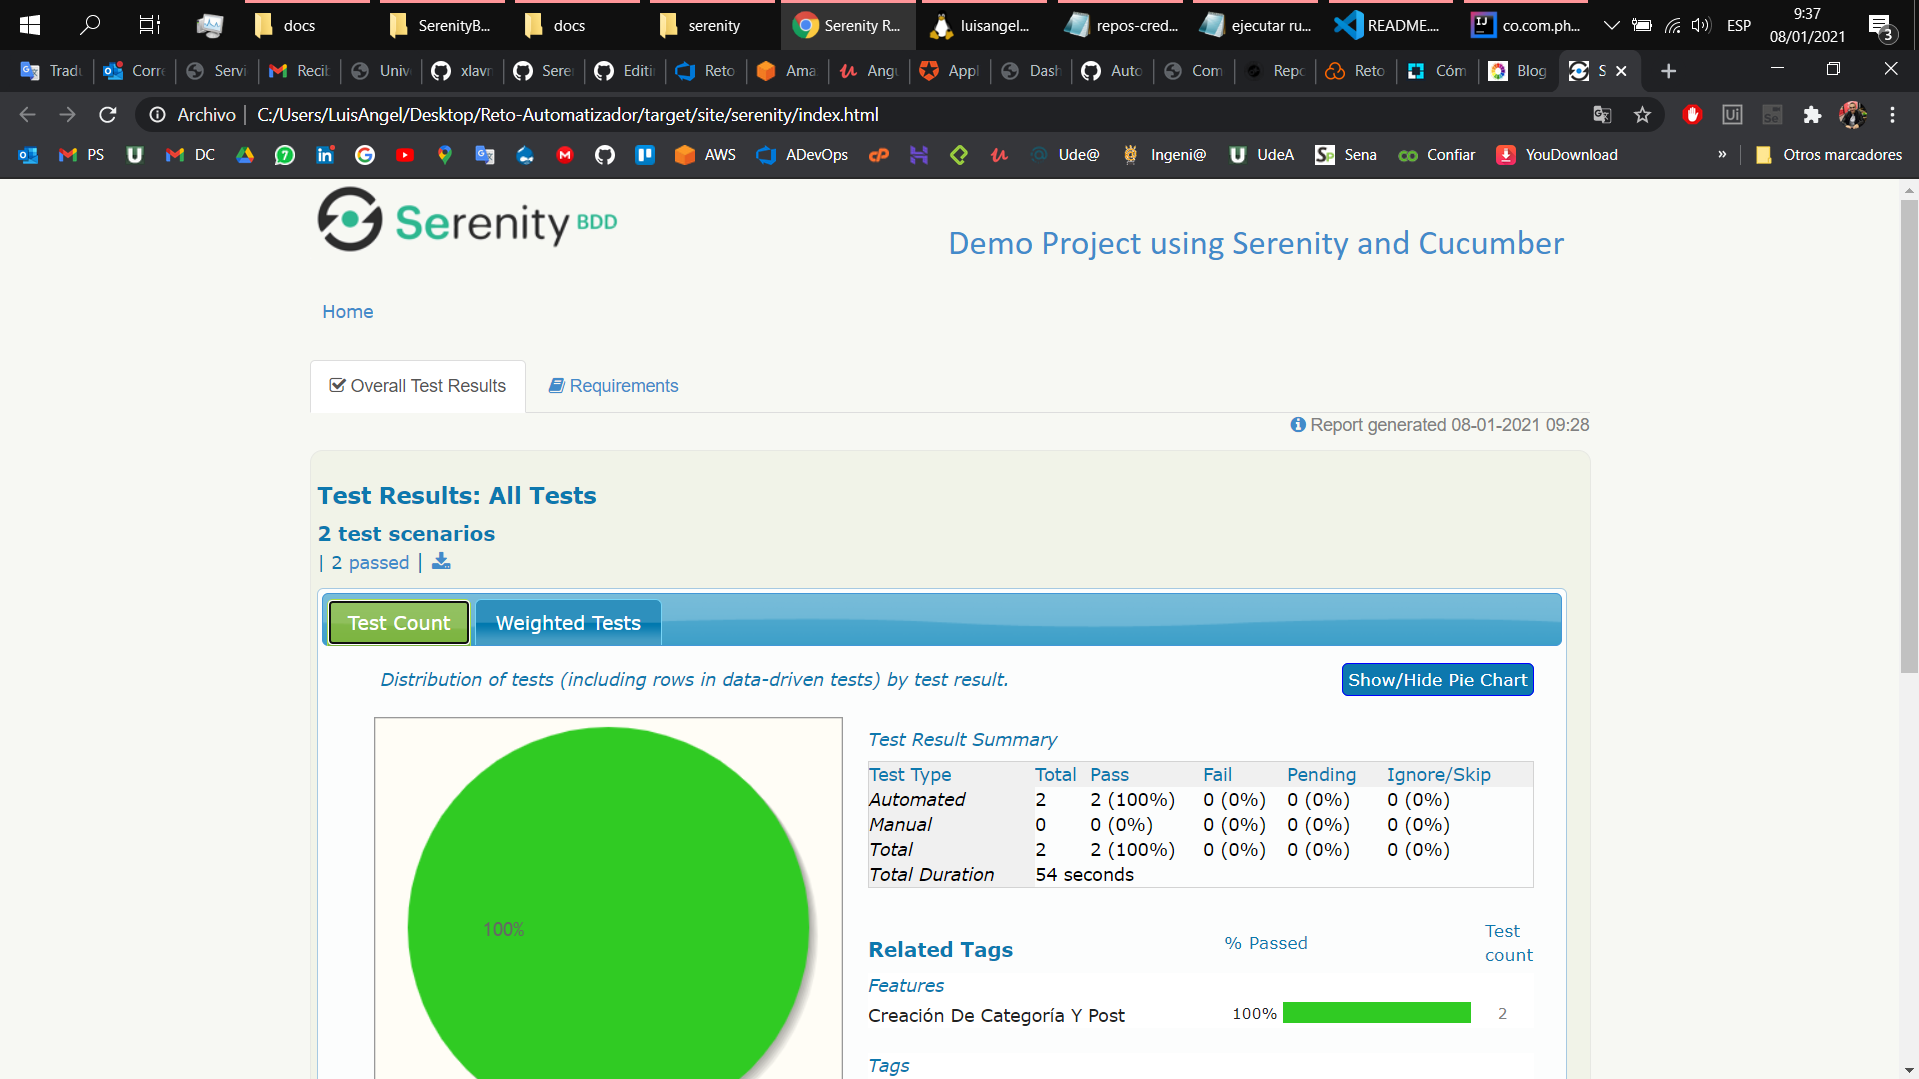 docs
SerenityB...
docs
serenity
Serenity R...
luisangel...
repos-cred...
ejecutar ru...
README....
co.com.ph...
ESP
9:37
08/01/2021
3
Tradu
Corre
Servi
Recib
Unive
xlavm
Seren
Editi
Reto
Ama
Angu
Appl
Dash
Auto
Com
Repo
Reto
Cóm
Blog
S
Archivo
C:/Users/LuisAngel/Desktop/Reto-Automatizador/target/site/serenity/index.html
PS
DC
AWS
ADevOps
Ude@
Ingeni@
UdeA
Sena
Confiar
YouDownload
»
Otros marcadores
Serenity BDD
Demo Project using Serenity and Cucumber
Home
Overall Test Results
Requirements
Report generated 08-01-2021 09:28
Test Results: All Tests
2 test scenarios
| 2 passed |
Test Count
Weighted Tests
Distribution of tests (including rows in data-driven tests) by test result.
Show/Hide Pie Chart
100%
Test Result Summary
Test Type Total Pass Fail Pending Ignore/Skip
Automated 2 2 (100%) 0 (0%) 0 (0%) 0 (0%)
Manual 0 0 (0%) 0 (0%) 0 (0%) 0 (0%)
Total 2 2 (100%) 0 (0%) 0 (0%) 0 (0%)
Total Duration 54 seconds
Related Tags % Passed Test count
Features
Creación De Categoría Y Post 100% 2
Tags